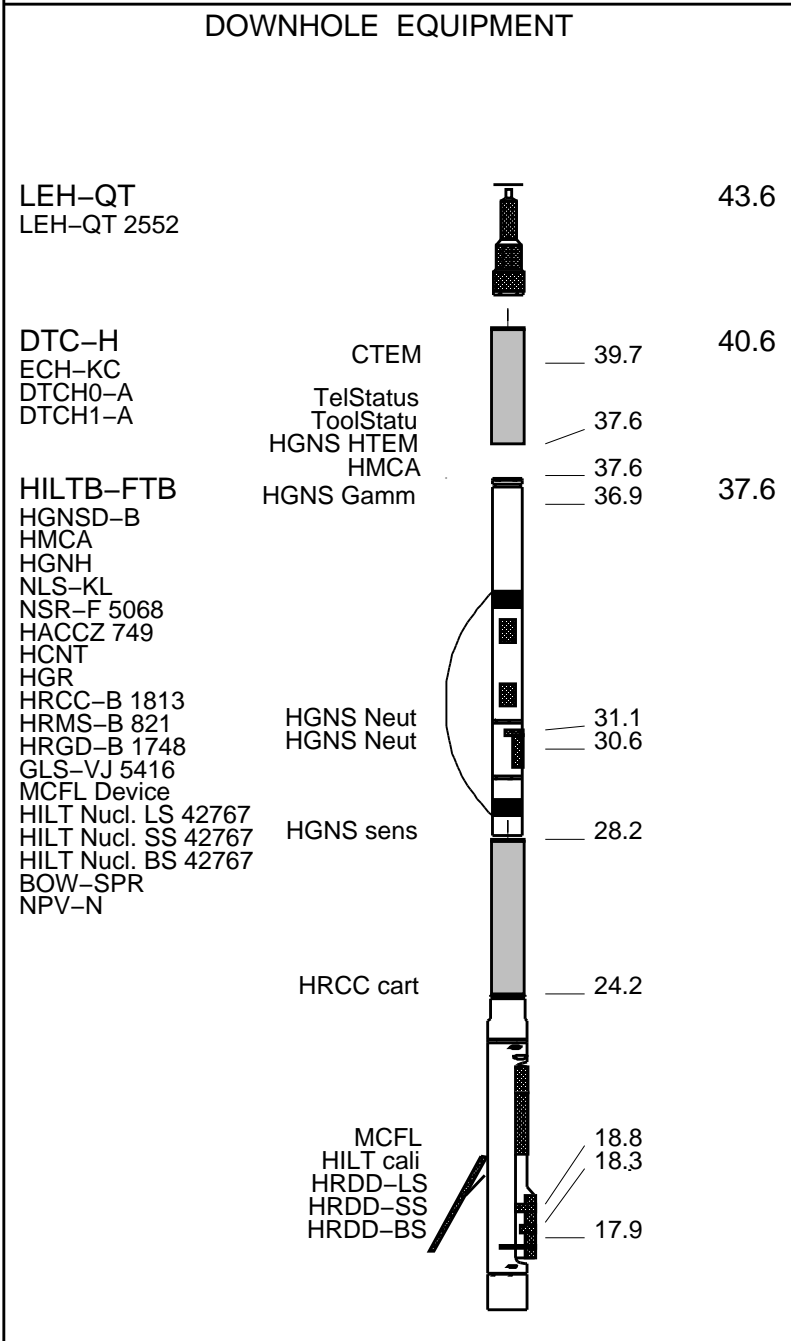 DOWNHOLE EQUIPMENT
LEH−QT 43.6
LEH−QT 2552
DTC−H 40.6
ECH−KC
DTCH0−A
DTCH1−A
CTEM 39.7
TelStatus
ToolStatu 37.6
HGNS HTEM
HMCA 37.6
HILTB−FTB HGNS Gamm 36.9 37.6
HGNSD−B
HMCA
HGNH
NLS−KL
NSR−F 5068
HACCZ 749
HCNT
HGR
HRCC−B 1813
HRMS−B 821
HRGD−B 1748
GLS−VJ 5416
MCFL Device
HILT Nucl. LS 42767
HILT Nucl. SS 42767
HILT Nucl. BS 42767
BOW−SPR
NPV−N
HGNS Neut 31.1
HGNS Neut 30.6
HGNS sens 28.2
HRCC cart 24.2
MCFL 18.8
HILT cali 18.3
HRDD−LS
HRDD−SS
HRDD−BS 17.9